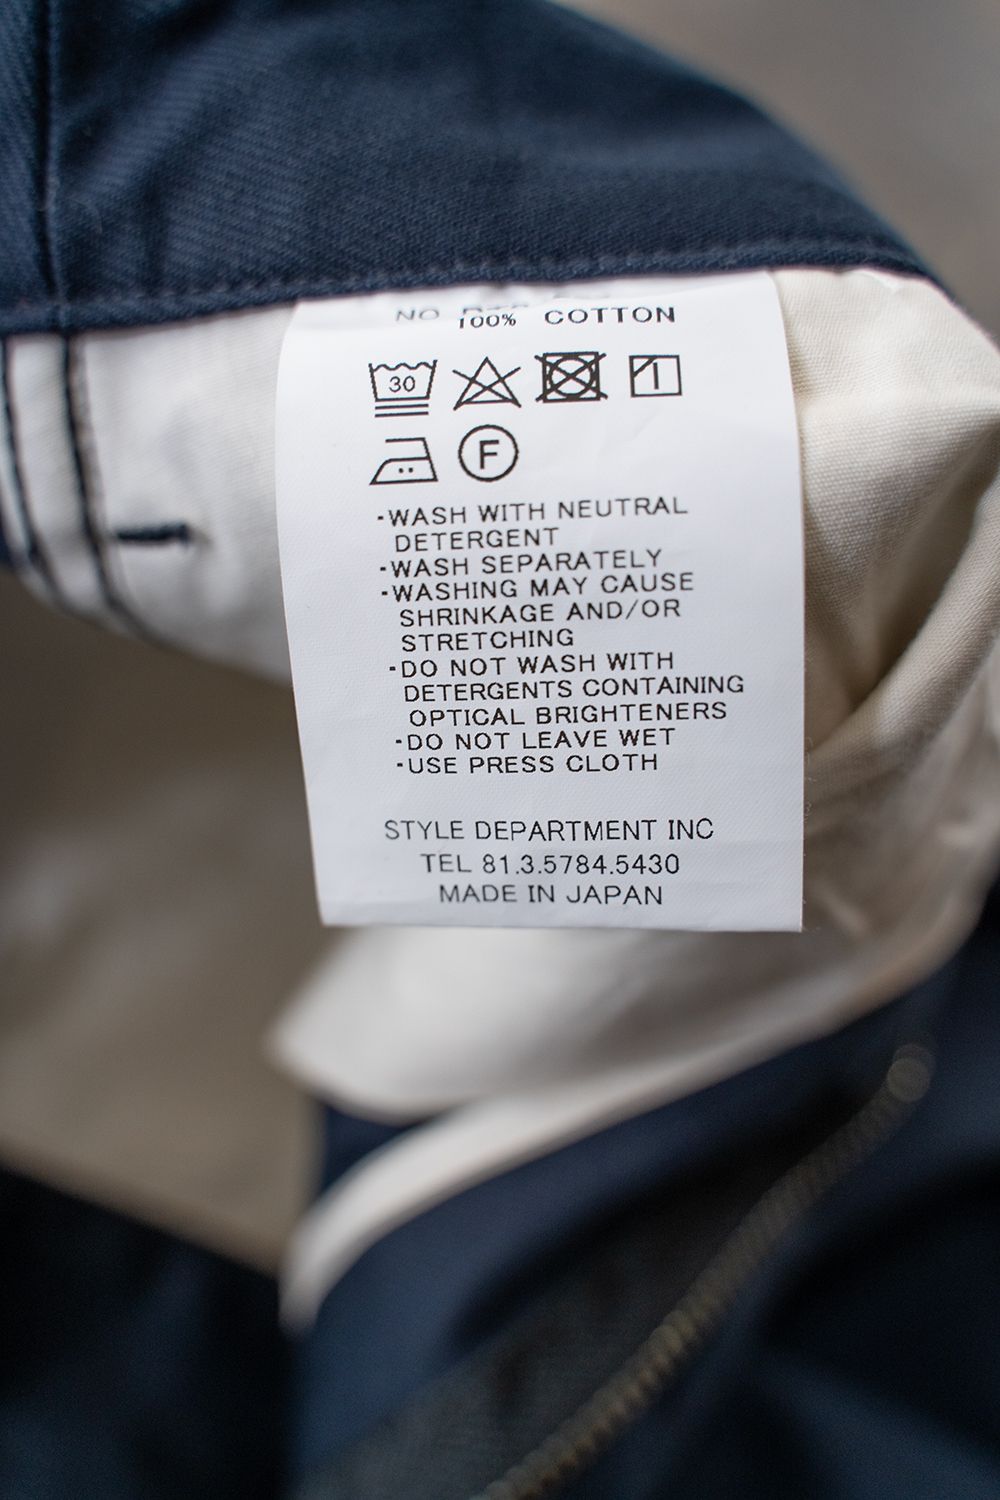 NO
100% COTTON
30
F
·WASH WITH NEUTRAL
DETERGENT
·WASH SEPARATELY
·WASHING MAY CAUSE
SHRINKAGE AND/OR
STRETCHING
·DO NOT WASH WITH
DETERGENTS CONTAINING
OPTICAL BRIGHTENERS
·DO NOT LEAVE WET
·USE PRESS CLOTH
STYLE DEPARTMENT INC
TEL 81.3.5784.5430
MADE IN JAPAN